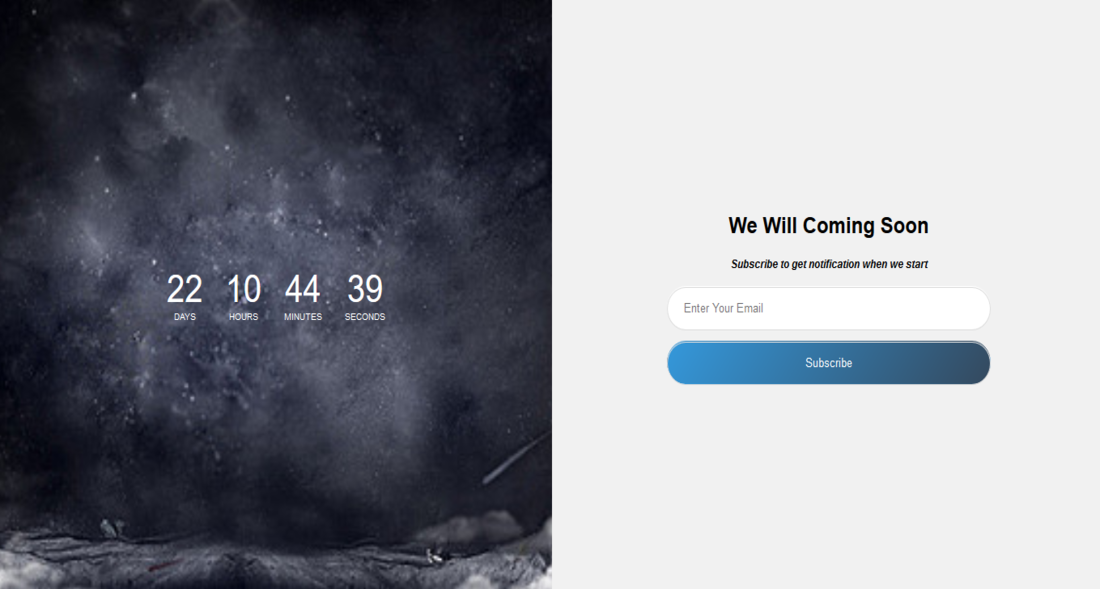 22 10 44 39
DAYS HOURS MINUTES SECONDS
We Will Coming Soon
Subscribe to get notification when we start
Enter Your Email
Subscribe